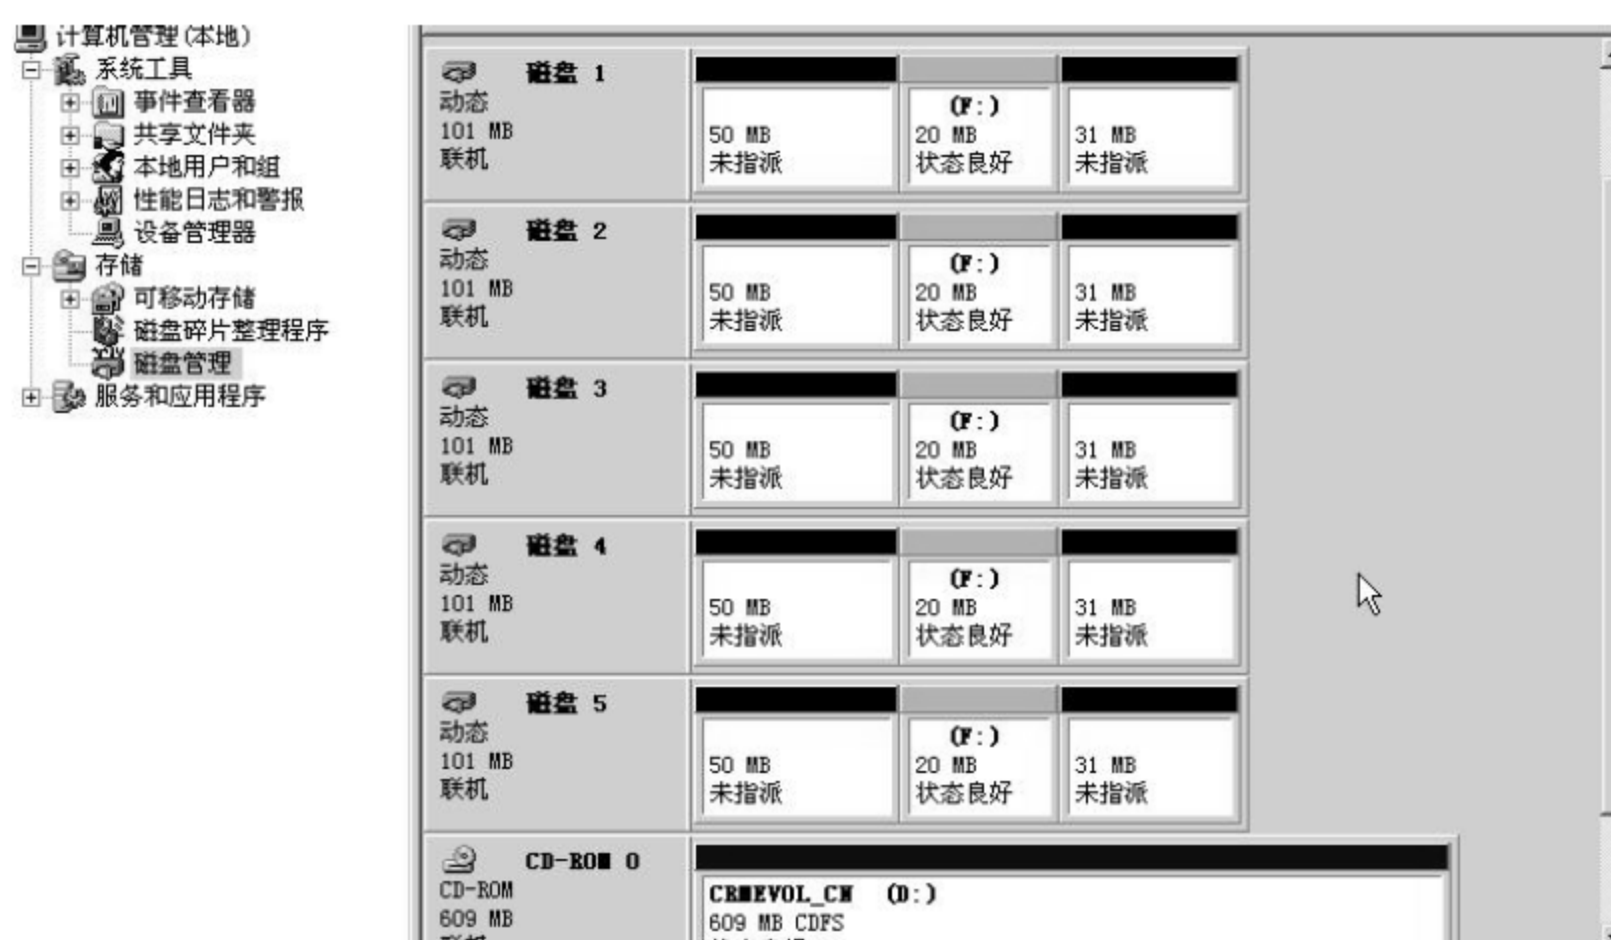 计算机管理(本地)
系统工具
事件查看器
共享文件夹
本地用户和组
性能日志和警报
设备管理器
存储
可移动存储
磁盘碎片整理程序
磁盘管理
服务和应用程序
磁盘 1
动态
101 MB
联机
50 MB
未指派
(F:)
20 MB
状态良好
31 MB
未指派
磁盘 2
动态
101 MB
联机
50 MB
未指派
(F:)
20 MB
状态良好
31 MB
未指派
磁盘 3
动态
101 MB
联机
50 MB
未指派
(F:)
20 MB
状态良好
31 MB
未指派
磁盘 4
动态
101 MB
联机
50 MB
未指派
(F:)
20 MB
状态良好
31 MB
未指派
磁盘 5
动态
101 MB
联机
50 MB
未指派
(F:)
20 MB
状态良好
31 MB
未指派
CD-ROM 0
CD-ROM
609 MB
CRMEVOL_CN (D:)
609 MB CDFS